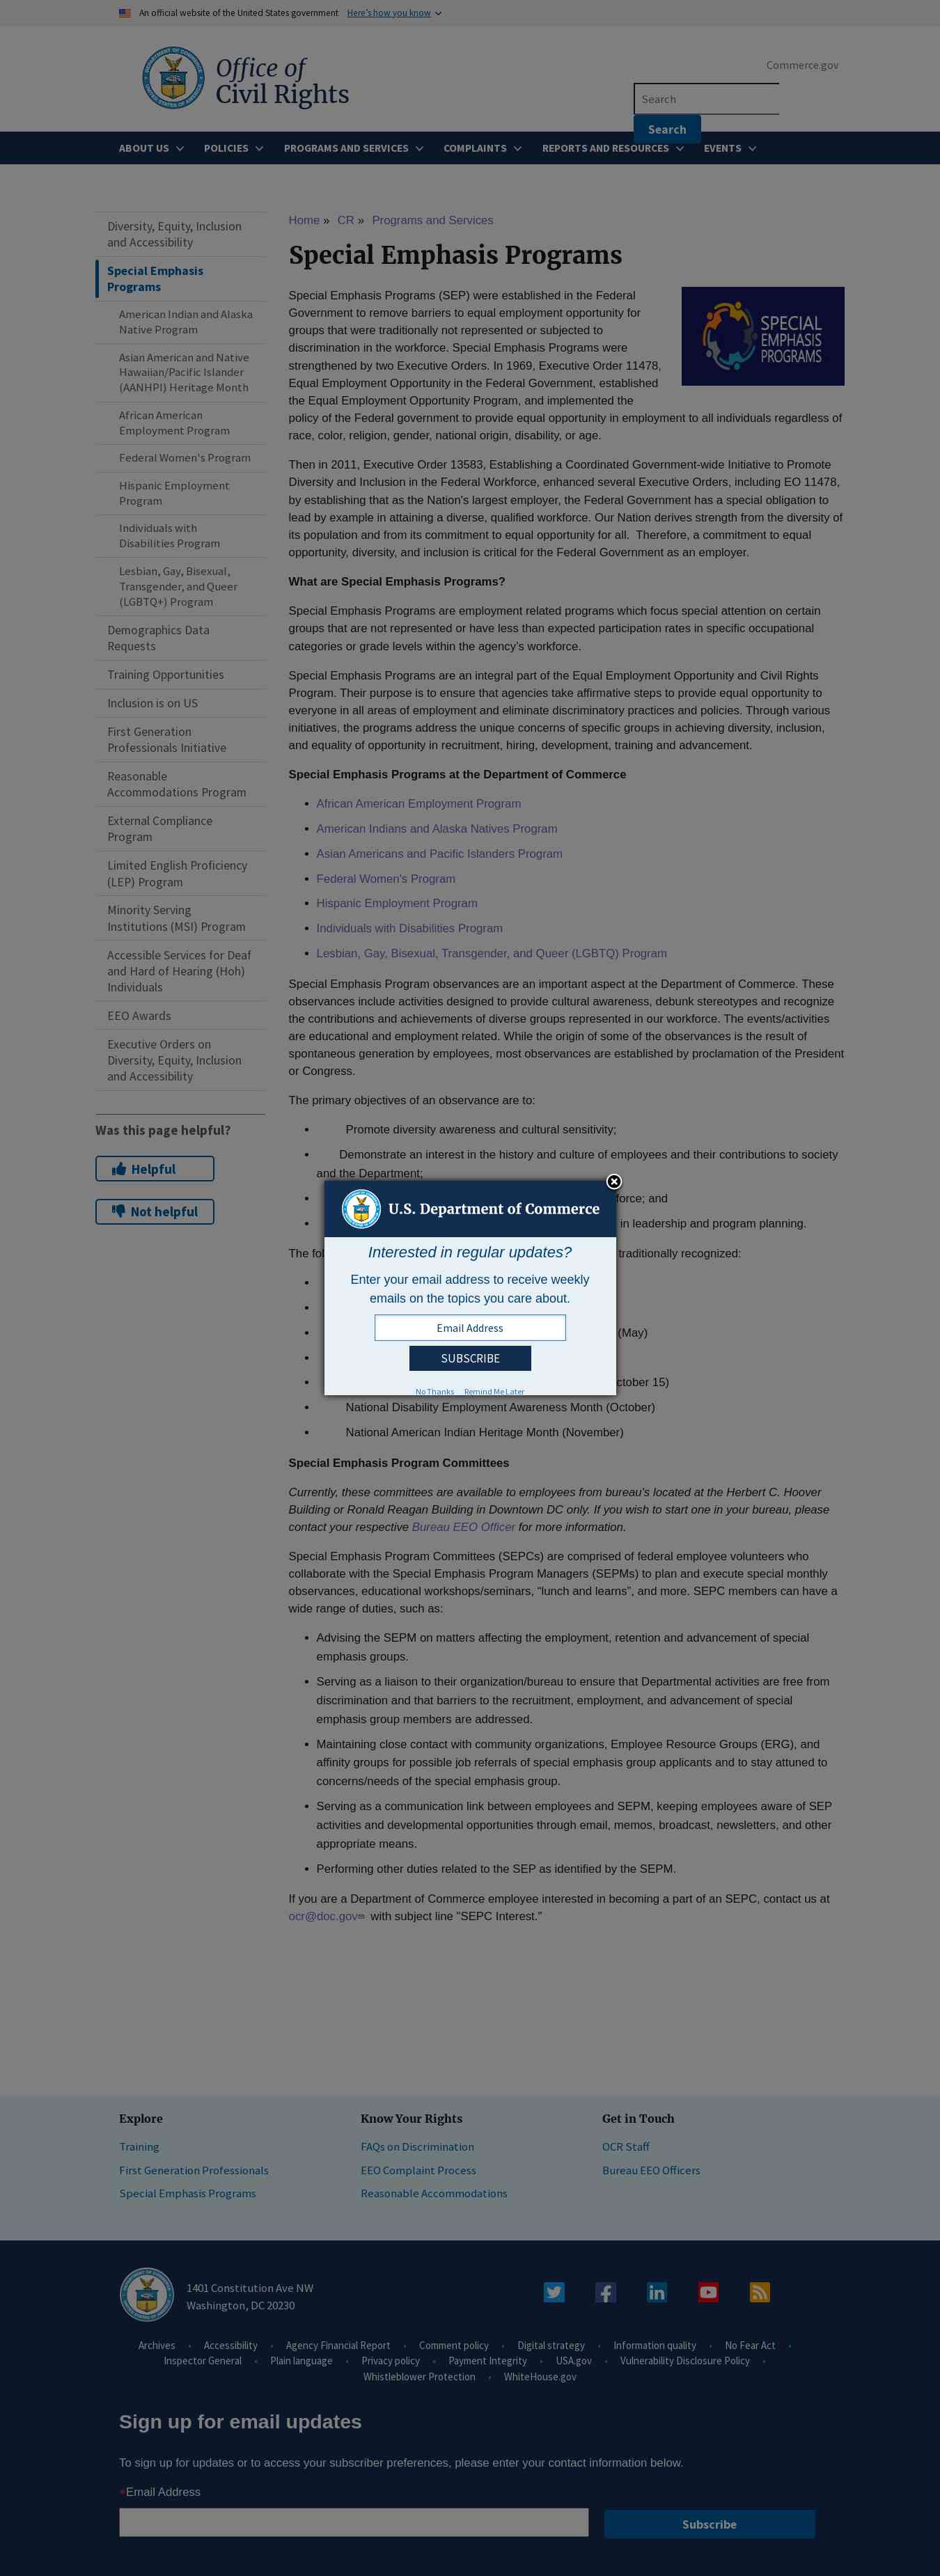 An official website of the United States government Here's how you know
Office of
Civil Rights
Commerce.gov
Search
Search
ABOUT US
POLICIES
PROGRAMS AND SERVICES
COMPLAINTS
REPORTS AND RESOURCES
EVENTS
Diversity, Equity, Inclusion
and Accessibility
Special Emphasis
Programs
American Indian and Alaska
Native Program
Asian American and Native
Hawaiian/Pacific Islander
(AANHPI) Heritage Month
African American
Employment Program
Federal Women's Program
Hispanic Employment
Program
Individuals with
Disabilities Program
Lesbian, Gay, Bisexual,
Transgender, and Queer
(LGBTQ+) Program
Demographics Data
Requests
Training Opportunities
Inclusion is on US
First Generation
Professionals Initiative
Reasonable
Accommodations Program
External Compliance
Program
Limited English Proficiency
(LEP) Program
Minority Serving
Institutions (MSI) Program
Accessible Services for Deaf
and Hard of Hearing (Hoh)
Individuals
EEO Awards
Executive Orders on
Diversity, Equity, Inclusion
and Accessibility
Was this page helpful?
Helpful
Not helpful
Home » CR » Programs and Services
Special Emphasis Programs
SPECIAL
EMPHASIS
PROGRAMS
Special Emphasis Programs (SEP) were established in the Federal
Government to remove barriers to equal employment opportunity for
groups that were traditionally not represented or subjected to
discrimination in the workforce. Special Emphasis Programs were
strengthened by two Executive Orders. In 1969, Executive Order 11478,
Equal Employment Opportunity in the Federal Government, established
the Equal Employment Opportunity Program, and implemented the
policy of the Federal government to provide equal opportunity in employment to all individuals regardless of
race, color, religion, gender, national origin, disability, or age.
Then in 2011, Executive Order 13583, Establishing a Coordinated Government-wide Initiative to Promote
Diversity and Inclusion in the Federal Workforce, enhanced several Executive Orders, including EO 11478,
by establishing that as the Nation's largest employer, the Federal Government has a special obligation to
lead by example in attaining a diverse, qualified workforce. Our Nation derives strength from the diversity of
its population and from its commitment to equal opportunity for all. Therefore, a commitment to equal
opportunity, diversity, and inclusion is critical for the Federal Government as an employer.
What are Special Emphasis Programs?
Special Emphasis Programs are employment related programs which focus special attention on certain
groups that are not represented or have less than expected participation rates in specific occupational
categories or grade levels within the agency's workforce.
Special Emphasis Programs are an integral part of the Equal Employment Opportunity and Civil Rights
Program. Their purpose is to ensure that agencies take affirmative steps to provide equal opportunity to
everyone in all areas of employment and eliminate discriminatory practices and policies. Through various
initiatives, the programs address the unique concerns of specific groups in achieving diversity, inclusion,
and equality of opportunity in recruitment, hiring, development, training and advancement.
Special Emphasis Programs at the Department of Commerce
• African American Employment Program
• American Indians and Alaska Natives Program
• Asian Americans and Pacific Islanders Program
• Federal Women's Program
• Hispanic Employment Program
• Individuals with Disabilities Program
• Lesbian, Gay, Bisexual, Transgender, and Queer (LGBTQ) Program
Special Emphasis Program observances are an important aspect at the Department of Commerce. These
observances include activities designed to provide cultural awareness, debunk stereotypes and recognize
the contributions and achievements of diverse groups represented in our workforce. The events/activities
are educational and employment related. While the origin of some of the observances is the result of
spontaneous generation by employees, most observances are established by proclamation of the President
or Congress.
The primary objectives of an observance are to:
• Promote diversity awareness and cultural sensitivity;
• Demonstrate an interest in the history and culture of employees and their contributions to society
and the Department;
• force; and
• in leadership and program planning.
The fol traditionally recognized:
•
•
• (May)
•
• ctober 15)
• National Disability Employment Awareness Month (October)
• National American Indian Heritage Month (November)
U.S. Department of Commerce
Interested in regular updates?
Enter your email address to receive weekly
emails on the topics you care about.
Email Address
SUBSCRIBE
No Thanks Remind Me Later
Special Emphasis Program Committees
Currently, these committees are available to employees from bureau's located at the Herbert C. Hoover
Building or Ronald Reagan Building in Downtown DC only. If you wish to start one in your bureau, please
contact your respective Bureau EEO Officer for more information.
Special Emphasis Program Committees (SEPCs) are comprised of federal employee volunteers who
collaborate with the Special Emphasis Program Managers (SEPMs) to plan and execute special monthly
observances, educational workshops/seminars, “lunch and learns”, and more. SEPC members can have a
wide range of duties, such as:
• Advising the SEPM on matters affecting the employment, retention and advancement of special
emphasis groups.
• Serving as a liaison to their organization/bureau to ensure that Departmental activities are free from
discrimination and that barriers to the recruitment, employment, and advancement of special
emphasis group members are addressed.
• Maintaining close contact with community organizations, Employee Resource Groups (ERG), and
affinity groups for possible job referrals of special emphasis group applicants and to stay attuned to
concerns/needs of the special emphasis group.
• Serving as a communication link between employees and SEPM, keeping employees aware of SEP
activities and developmental opportunities through email, memos, broadcast, newsletters, and other
appropriate means.
• Performing other duties related to the SEP as identified by the SEPM.
If you are a Department of Commerce employee interested in becoming a part of an SEPC, contact us at
ocr@doc.gov with subject line "SEPC Interest."
Explore
Training
First Generation Professionals
Special Emphasis Programs
Know Your Rights
FAQs on Discrimination
EEO Complaint Process
Reasonable Accommodations
Get in Touch
OCR Staff
Bureau EEO Officers
1401 Constitution Ave NW
Washington, DC 20230
Archives • Accessibility • Agency Financial Report • Comment policy • Digital strategy • Information quality • No Fear Act •
Inspector General • Plain language • Privacy policy • Payment Integrity • USA.gov • Vulnerability Disclosure Policy •
Whistleblower Protection • WhiteHouse.gov
Sign up for email updates
To sign up for updates or to access your subscriber preferences, please enter your contact information below.
*Email Address
Subscribe